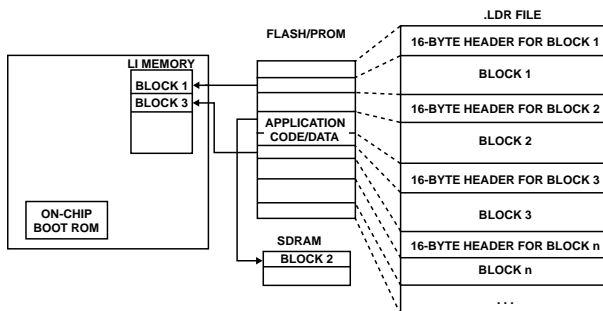 .LDR FILE
FLASH/PROM
16-BYTE HEADER FOR BLOCK 1
LI MEMORY
BLOCK 1
BLOCK 1
BLOCK 3
16-BYTE HEADER FOR BLOCK 2
APPLICATION
CODE/DATA
BLOCK 2
16-BYTE HEADER FOR BLOCK 3
ON-CHIP
BOOT ROM
BLOCK 3
SDRAM
16-BYTE HEADER FOR BLOCK n
BLOCK 2
BLOCK n
. . .